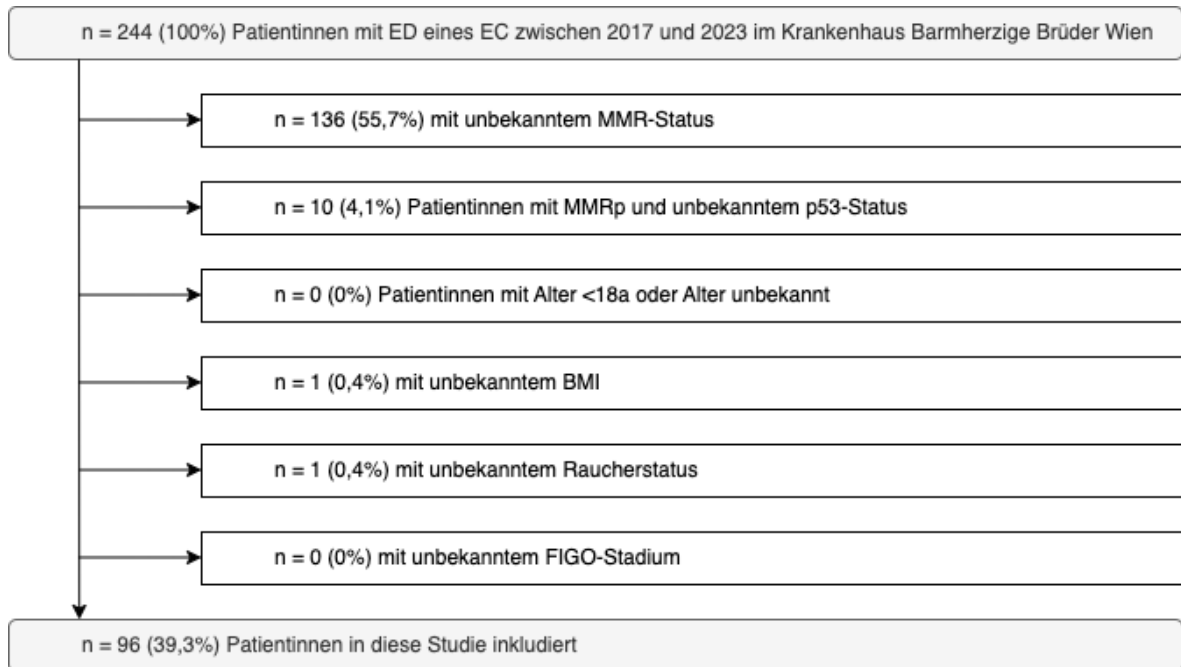 n = 244 (100%) Patientinnen mit ED eines EC zwischen 2017 und 2023 im Krankenhaus Barmherzige Brüder Wien
n = 136 (55,7%) mit unbekanntem MMR-Status
n = 10 (4,1%) Patientinnen mit MMRp und unbekanntem p53-Status
n = 0 (0%) Patientinnen mit Alter <18a oder Alter unbekannt
n = 1 (0,4%) mit unbekanntem BMI
n = 1 (0,4%) mit unbekanntem Raucherstatus
n = 0 (0%) mit unbekanntem FIGO-Stadium
n = 96 (39,3%) Patientinnen in diese Studie inkludiert